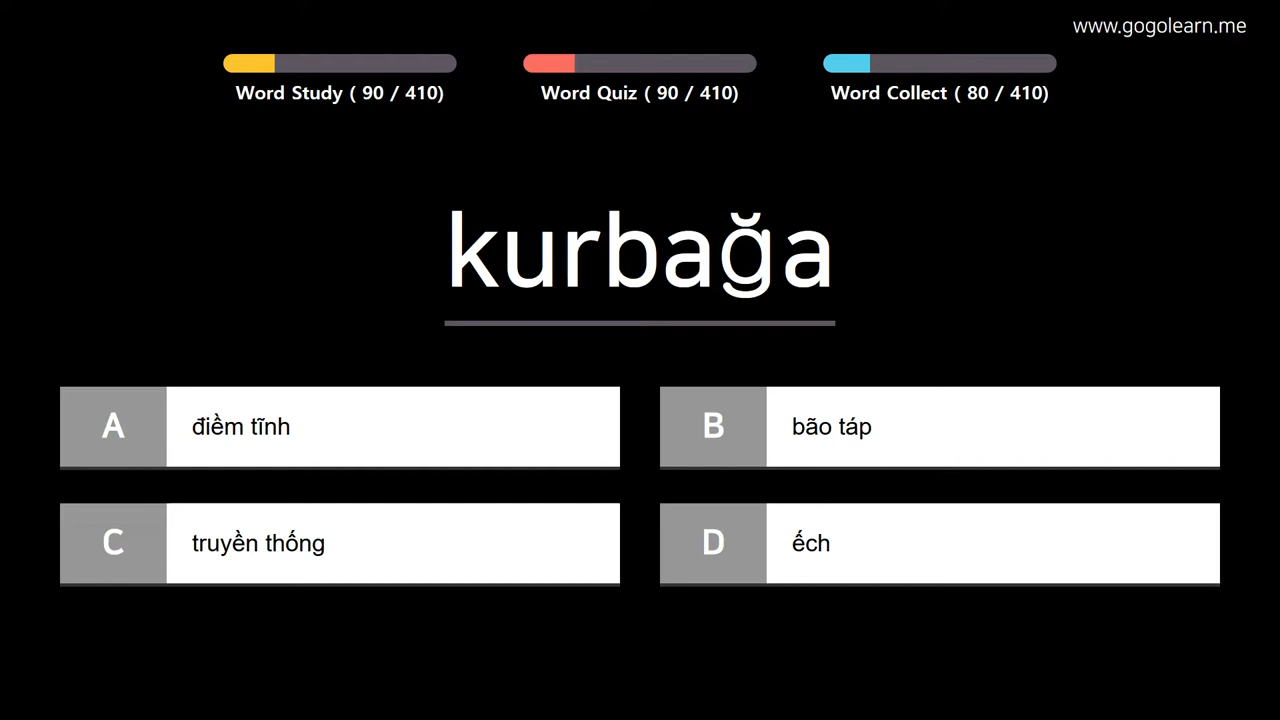 www.gogolearn.me
Word Study ( 90 / 410)
Word Quiz ( 90 / 410)
Word Collect ( 80 / 410)
kurbağa
A điềm tĩnh
B bão táp
C truyền thống
D ếch